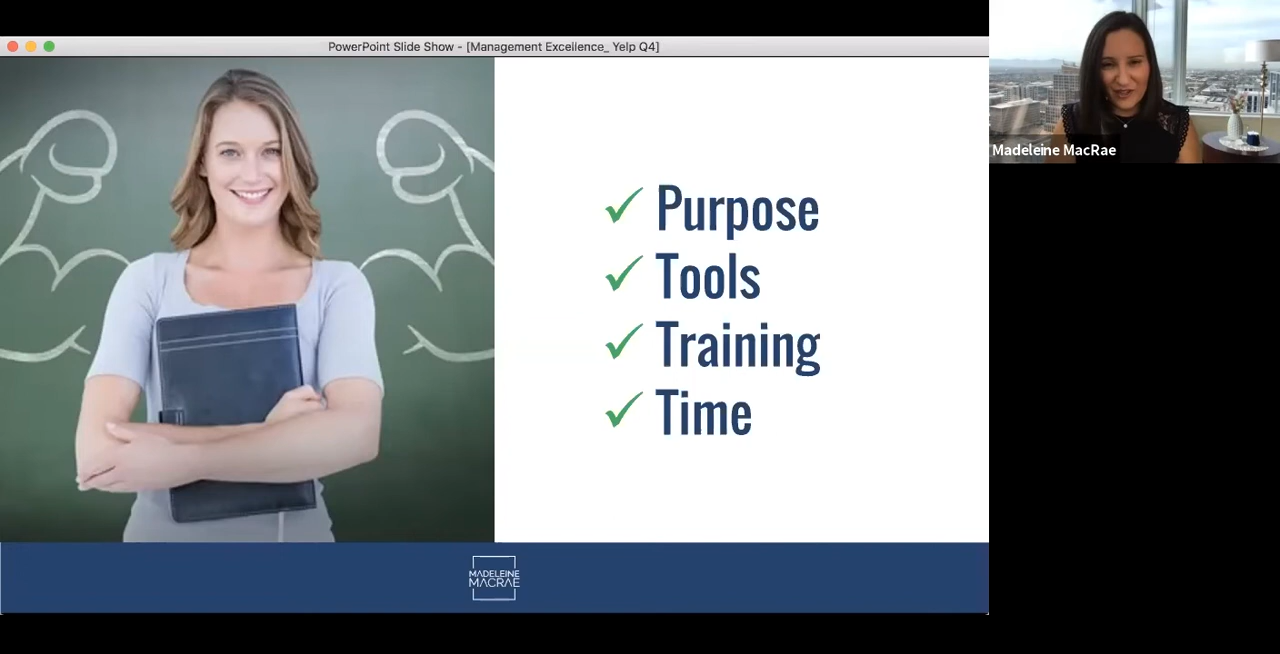 PowerPoint Slide Show - [Management Excellence_ Yelp Q4]
Madeleine MacRae
Purpose
Tools
Training
Time
MADELEINE
MACRAE